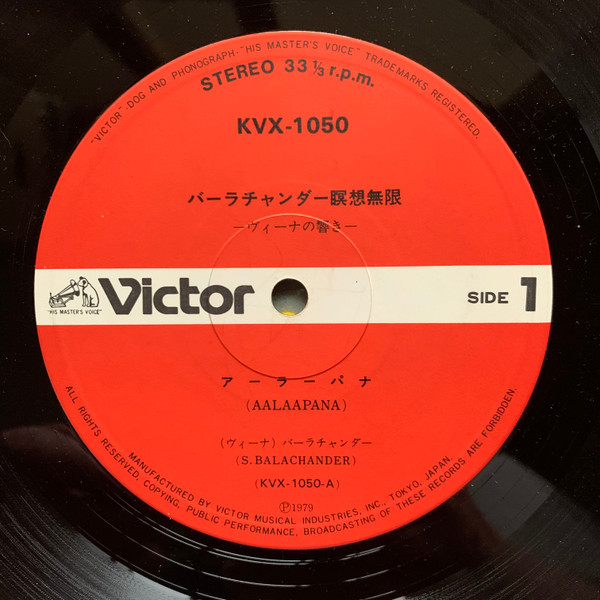 "VICTOR"-DOG AND PHONOGRAPH-"HIS MASTER'S VOICE" TRADEMARKS REGISTERED.
STEREO 33 ⅓ r.p.m.
KVX-1050
バーラチャンダー瞑想無限
—ヴィーナの響き—
"HIS MASTER'S VOICE"
Victor
SIDE 1
アーラーパナ
(AALAAPANA)
(ヴィーナ) バーラチャンダー
(S. BALACHANDER)
(KVX-1050-A)
Ⓟ1979
MANUFACTURED BY VICTOR MUSICAL INDUSTRIES, INC., TOKYO, JAPAN.
ALL RIGHTS RESERVED, COPYING, PUBLIC PERFORMANCE, BROADCASTING OF THESE RECORDS ARE FORBIDDEN.